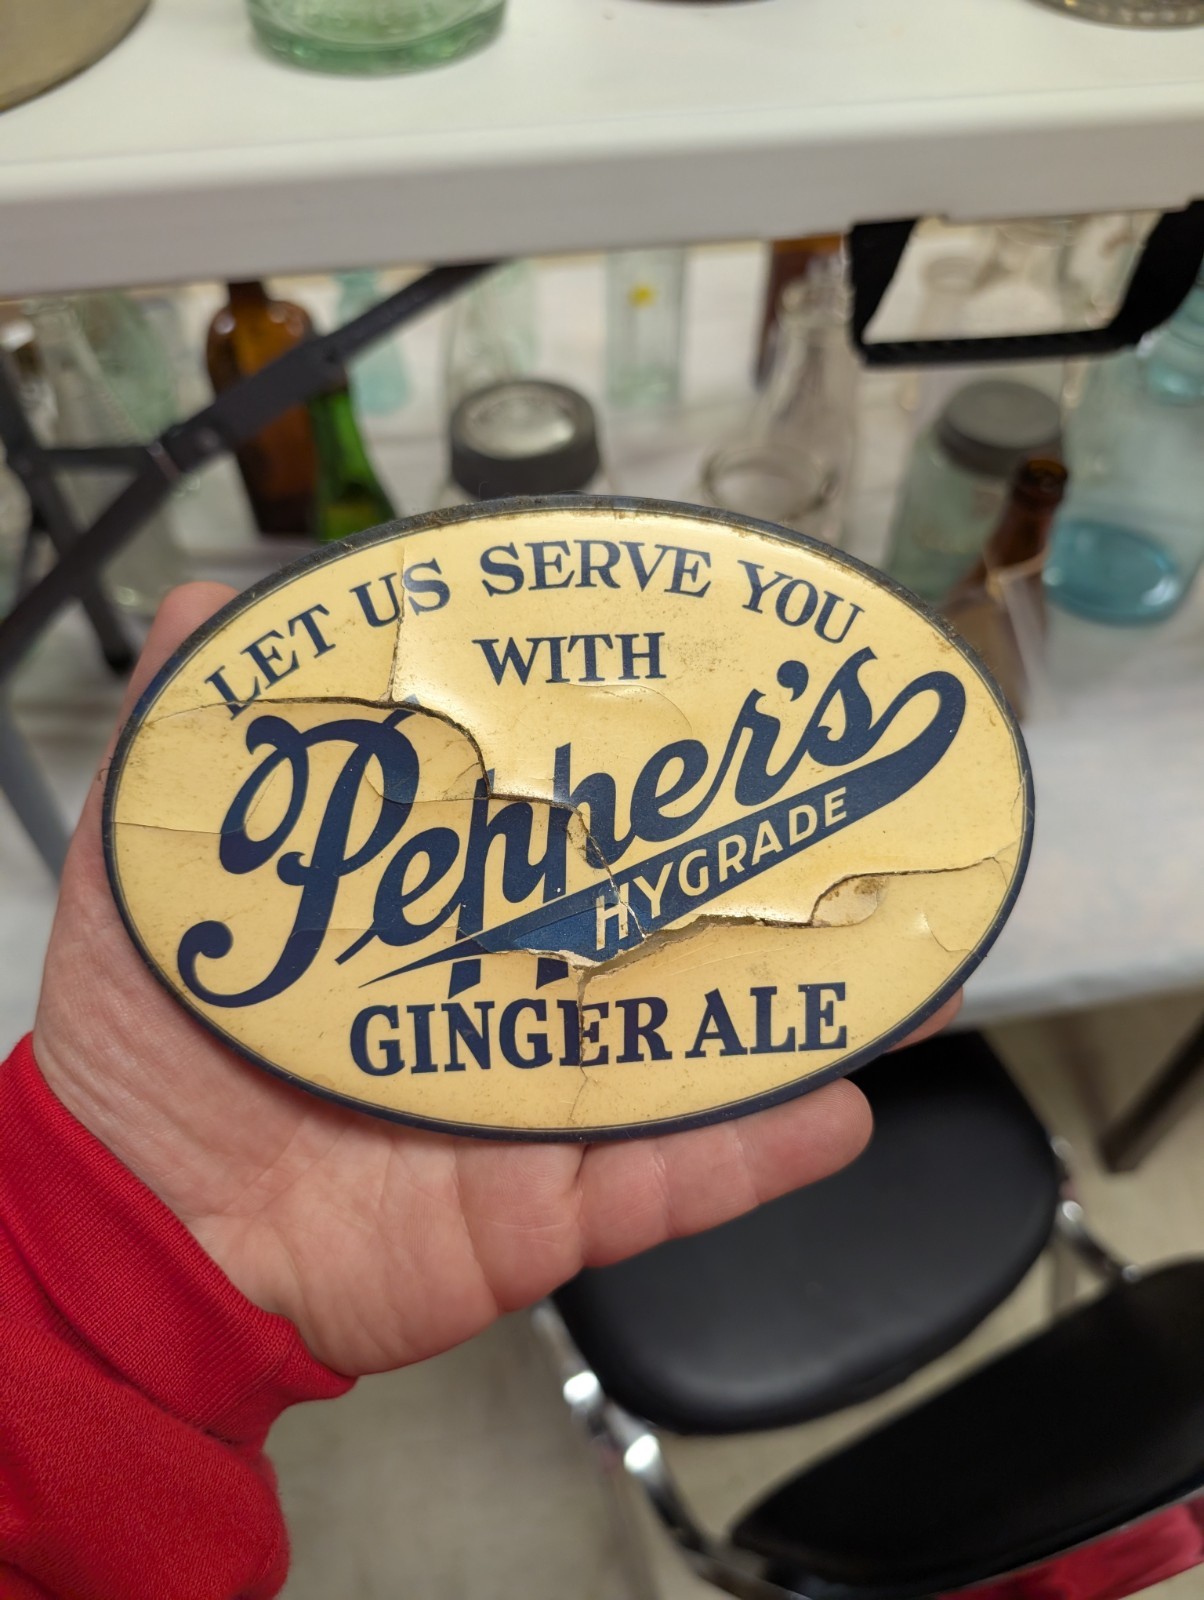 LET US SERVE YOU
WITH
Pepper's
HYGRADE
GINGER ALE